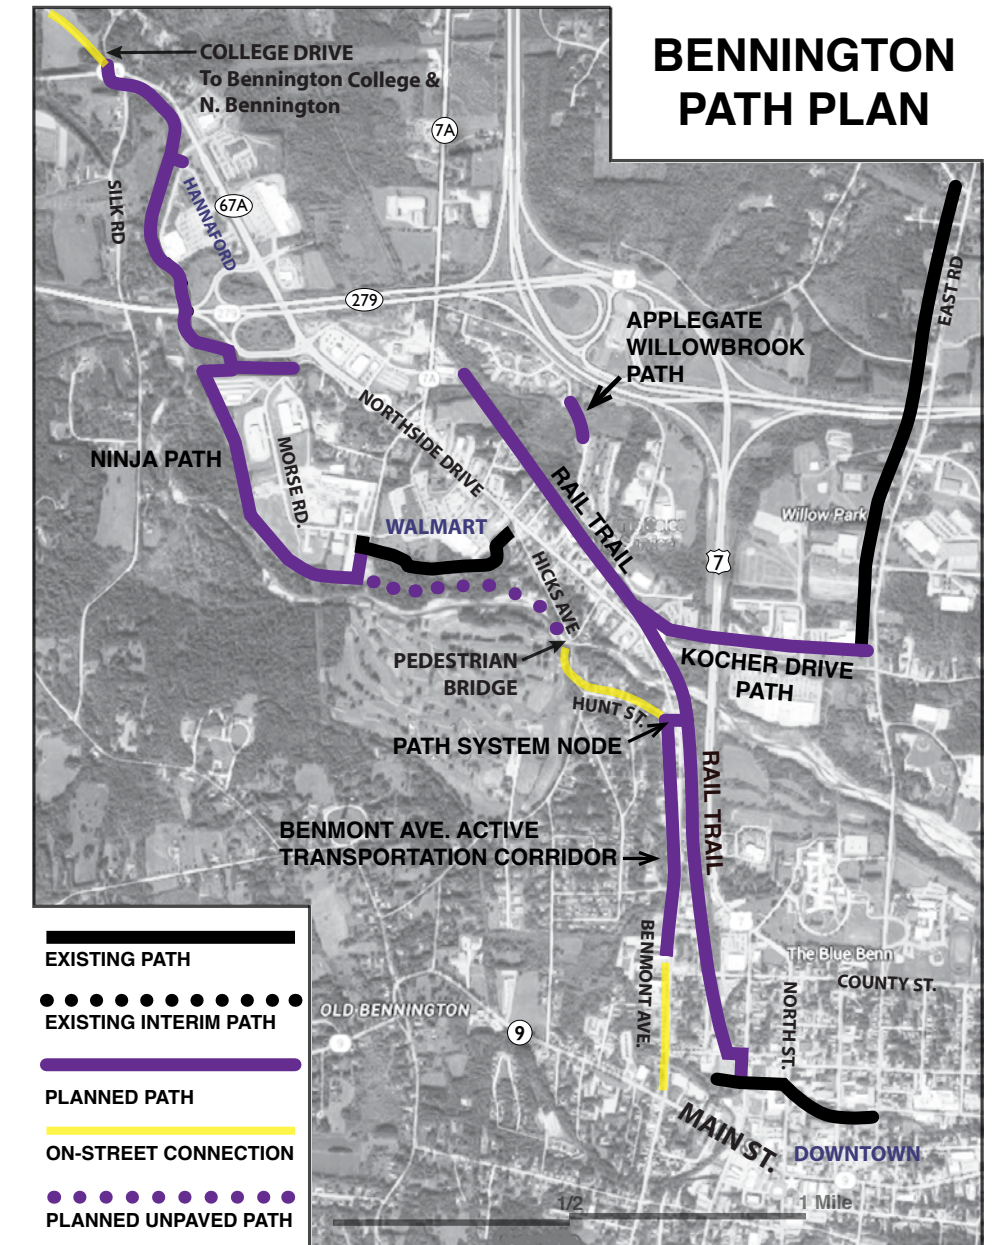 BENNINGTON
PATH PLAN
COLLEGE DRIVE
To Bennington College &
N. Bennington
7A
SILK RD
HANNAFORD
67A
EAST RD
279
279
7
APPLEGATE
WILLOWBROOK
PATH
7A
NORTHSIDE DRIVE
NINJA PATH
MORSE RD.
RAIL TRAIL
WALMART
Willow Park
HICKS AVE
7
PEDESTRIAN
BRIDGE
KOCHER DRIVE
PATH
HUNT ST.
PATH SYSTEM NODE
RAIL TRAIL
BENMONT AVE. ACTIVE
TRANSPORTATION CORRIDOR
BENMONT AVE.
The Blue Benn
COUNTY ST.
NORTH ST.
OLD BENNINGTON
9
MAIN ST.
DOWNTOWN
EXISTING PATH
EXISTING INTERIM PATH
PLANNED PATH
ON-STREET CONNECTION
PLANNED UNPAVED PATH
1/2
1 Mile